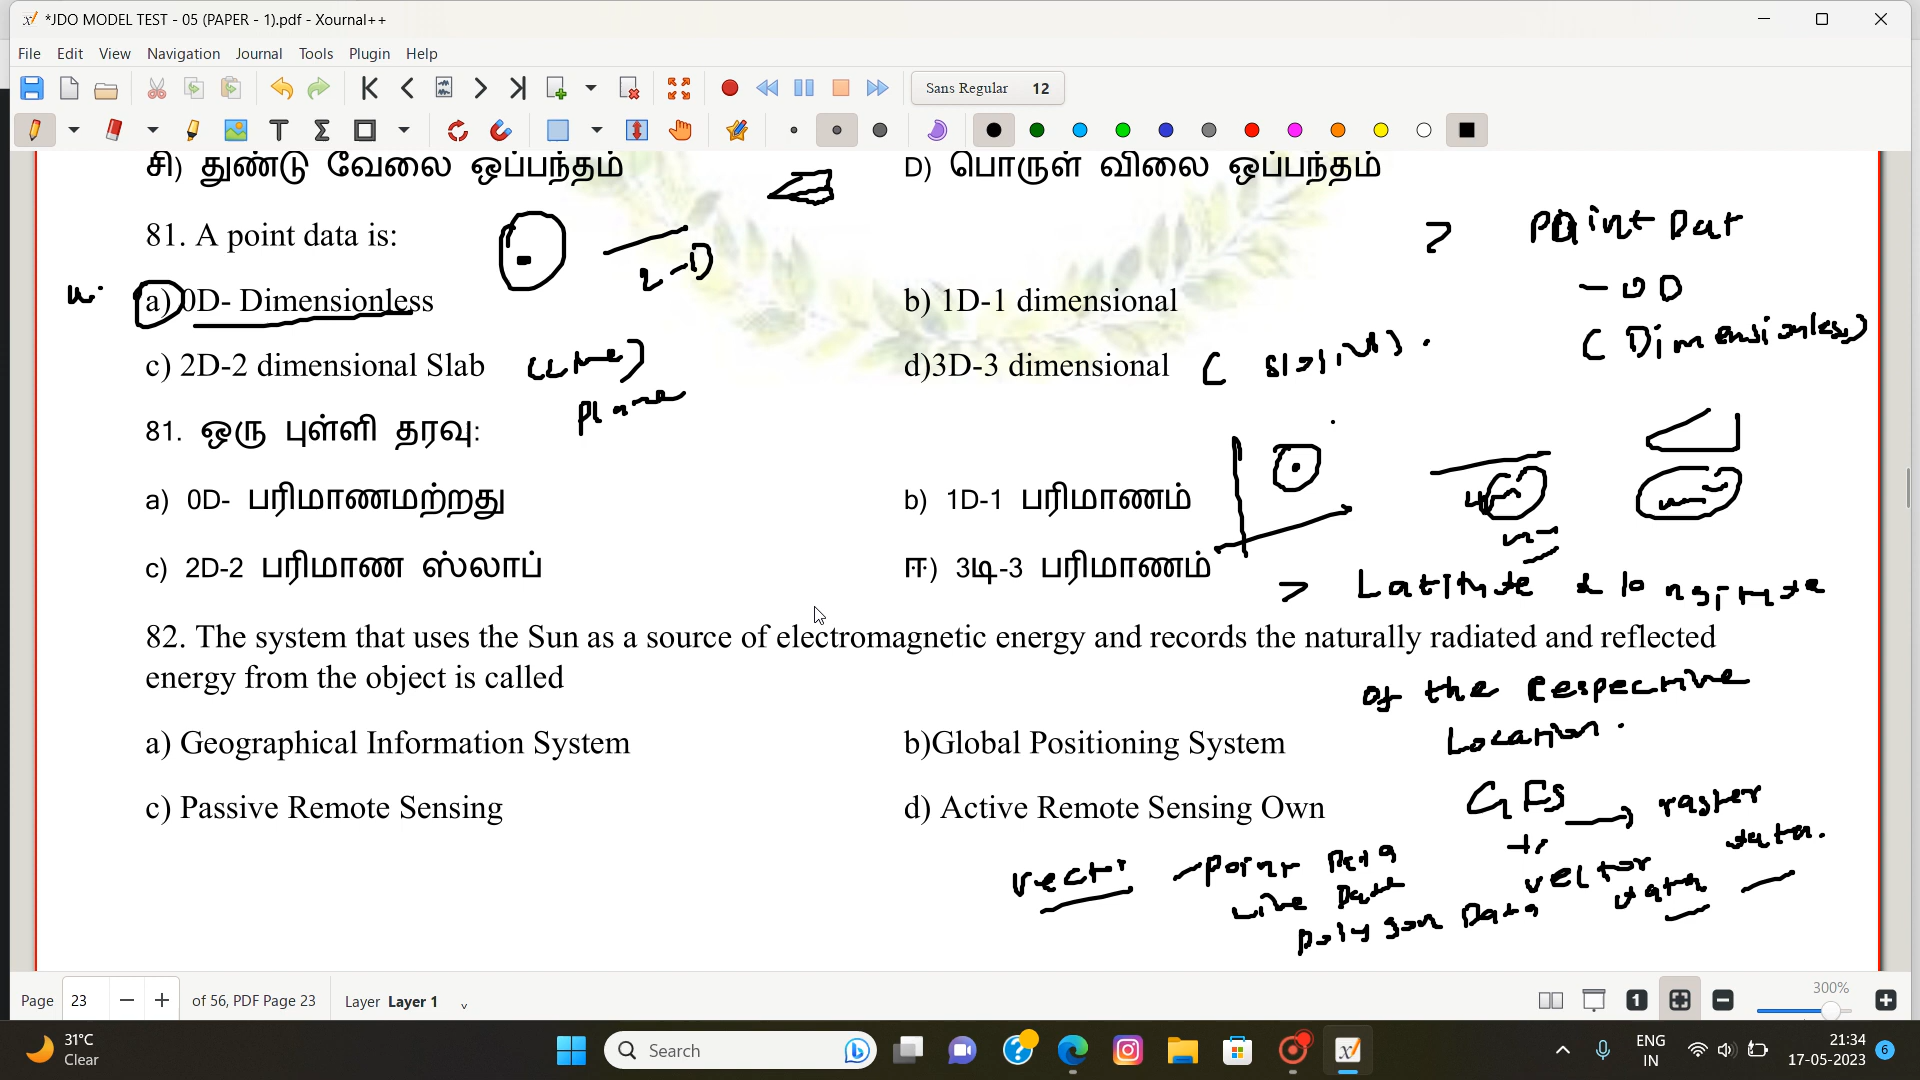 *JDO MODEL TEST - 05 (PAPER - 1).pdf - Xournal++
File Edit View Navigation Journal Tools Plugin Help
Sans Regular 12
சி) துண்டு வேலை ஒப்பந்தம் D) பொருள் விலை ஒப்பந்தம்
81. A point data is:
2-D
Point Dat
a) 0D- Dimensionless b) 1D-1 dimensional
- 0 D
(Dimensionless)
c) 2D-2 dimensional Slab d)3D-3 dimensional
Plane
81. ஒரு புள்ளி தரவு:
a) 0D- பரிமாணமற்றது b) 1D-1 பரிமாணம்
c) 2D-2 பரிமாண ஸ்லாப் ஈ) 3டி-3 பரிமாணம்
> Latitute & longitute
82. The system that uses the Sun as a source of electromagnetic energy and records the naturally radiated and reflected
energy from the object is called
of the Respective
Location.
a) Geographical Information System b)Global Positioning System
c) Passive Remote Sensing d) Active Remote Sensing Own
GIS → raster
data.
vector
data
vector - Point Data
Line Data
Polygon Data
Page 23 of 56, PDF Page 23 Layer Layer 1 300%
31°C
Clear
Search
ENG
IN
21:34
17-05-2023 6